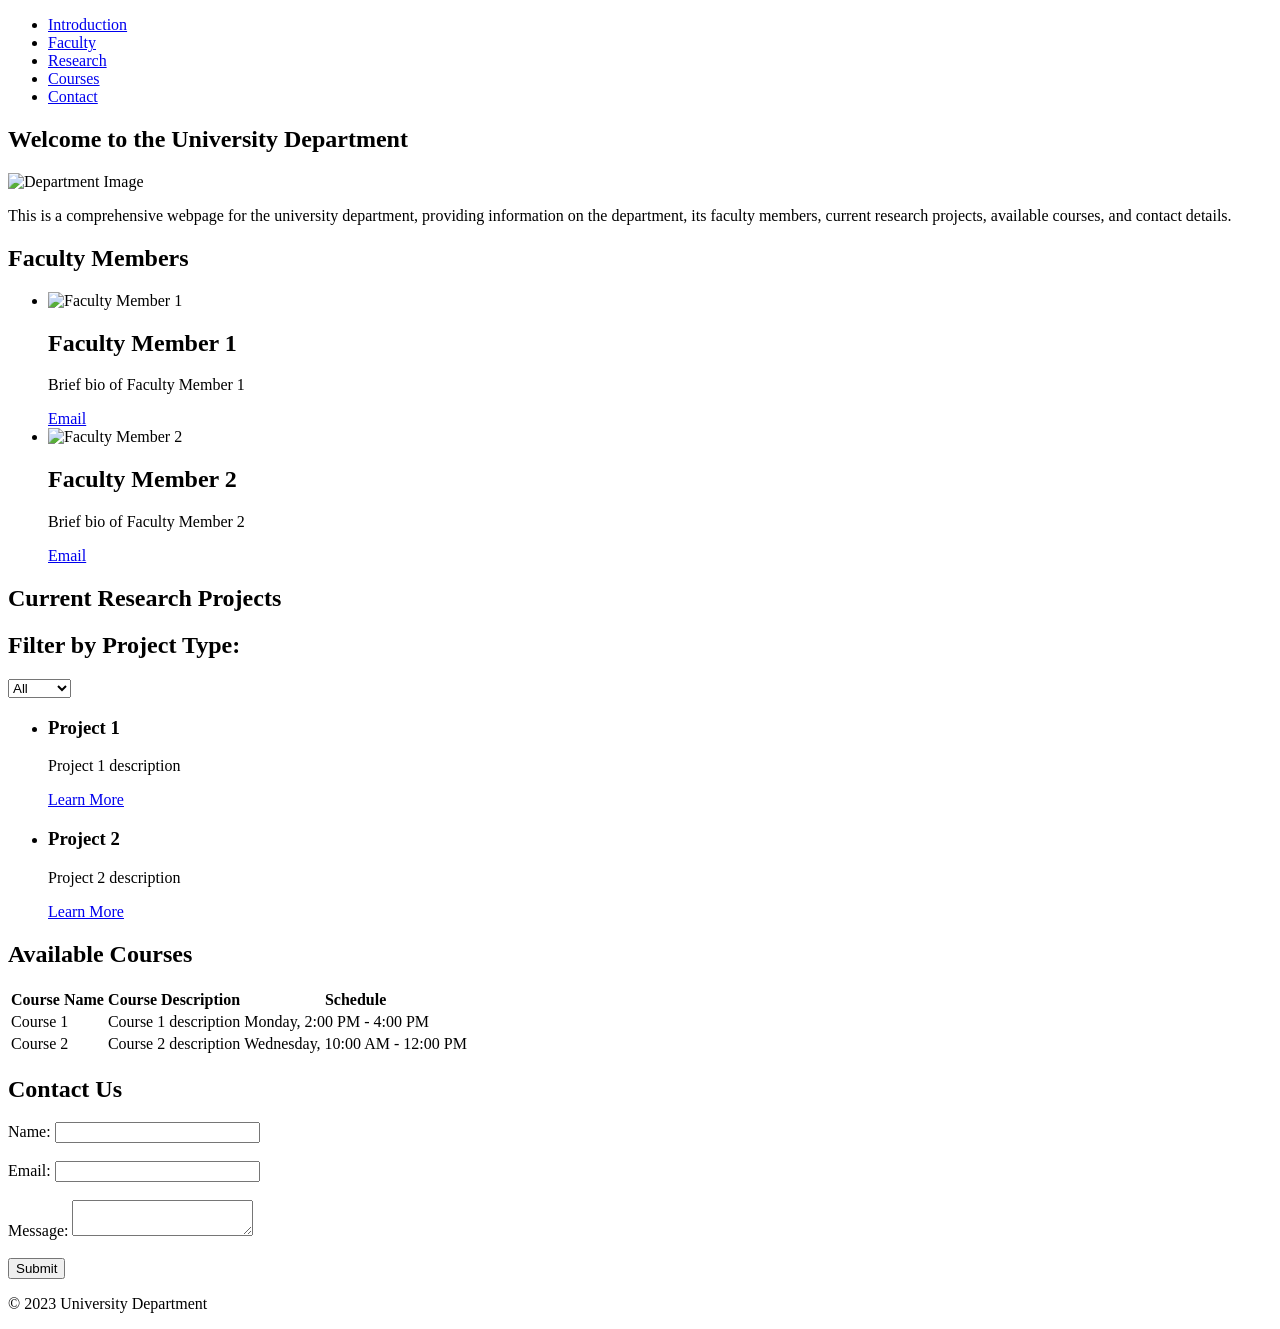 Introduction
Faculty
Research
Courses
Contact
Welcome to the University Department
Department Image
This is a comprehensive webpage for the university department, providing information on the department, its faculty members, current research projects, available courses, and contact details.
Faculty Members
Faculty Member 1
Faculty Member 1
Brief bio of Faculty Member 1
Email
Faculty Member 2
Faculty Member 2
Brief bio of Faculty Member 2
Email
Current Research Projects
Filter by Project Type:
All
Project 1
Project 1 description
Learn More
Project 2
Project 2 description
Learn More
Available Courses
Course Name Course Description Schedule
Course 1 Course 1 description Monday, 2:00 PM - 4:00 PM
Course 2 Course 2 description Wednesday, 10:00 AM - 12:00 PM
Contact Us
Name:
Email:
Message:
Submit
© 2023 University Department